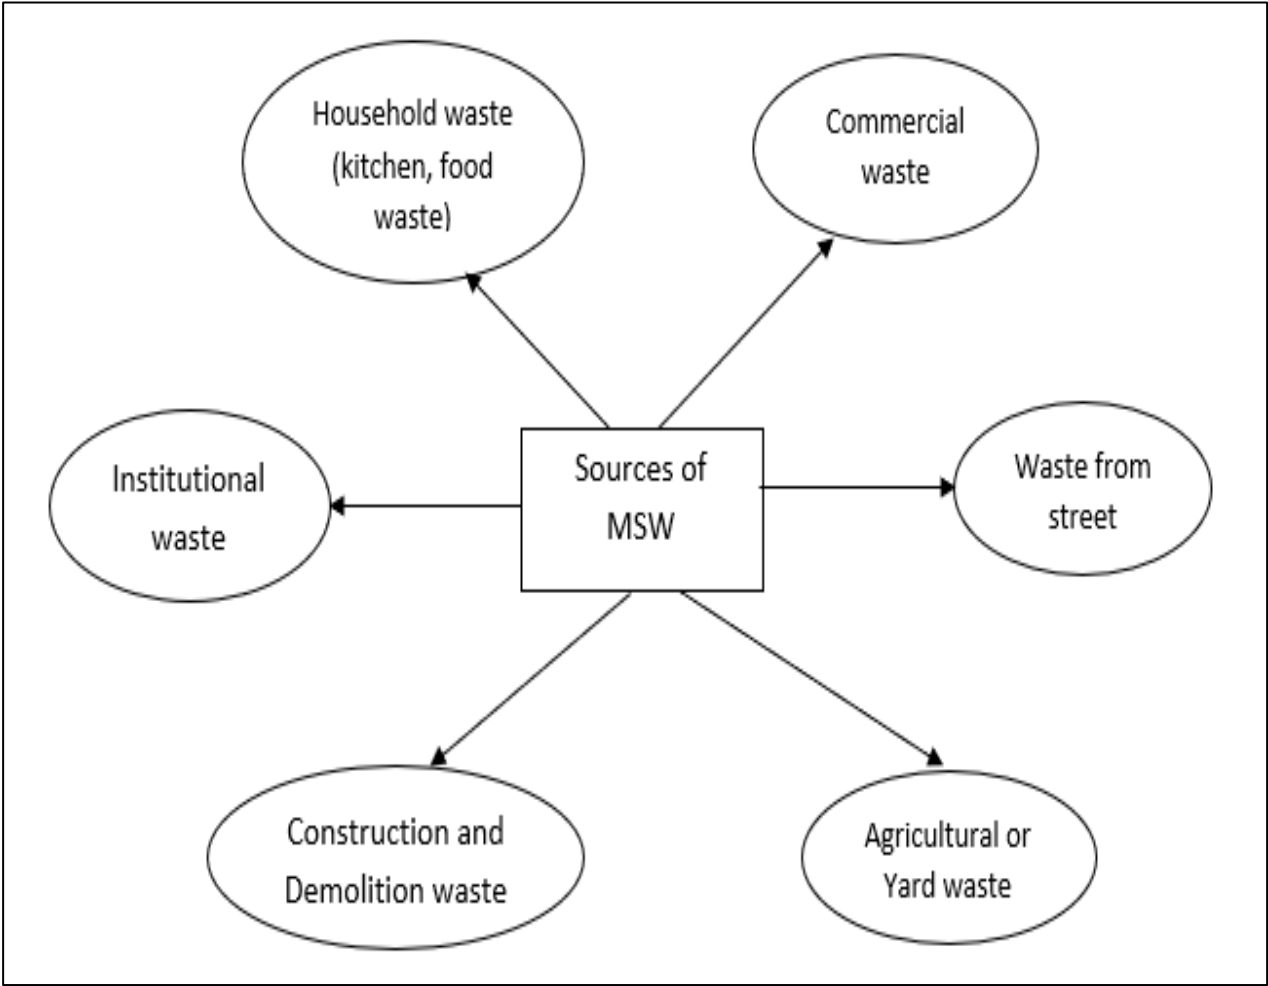 Household waste
(kitchen, food
waste)
Commercial
waste
Institutional
waste
Sources of
MSW
Waste from
street
Construction and
Demolition waste
Agricultural or
Yard waste